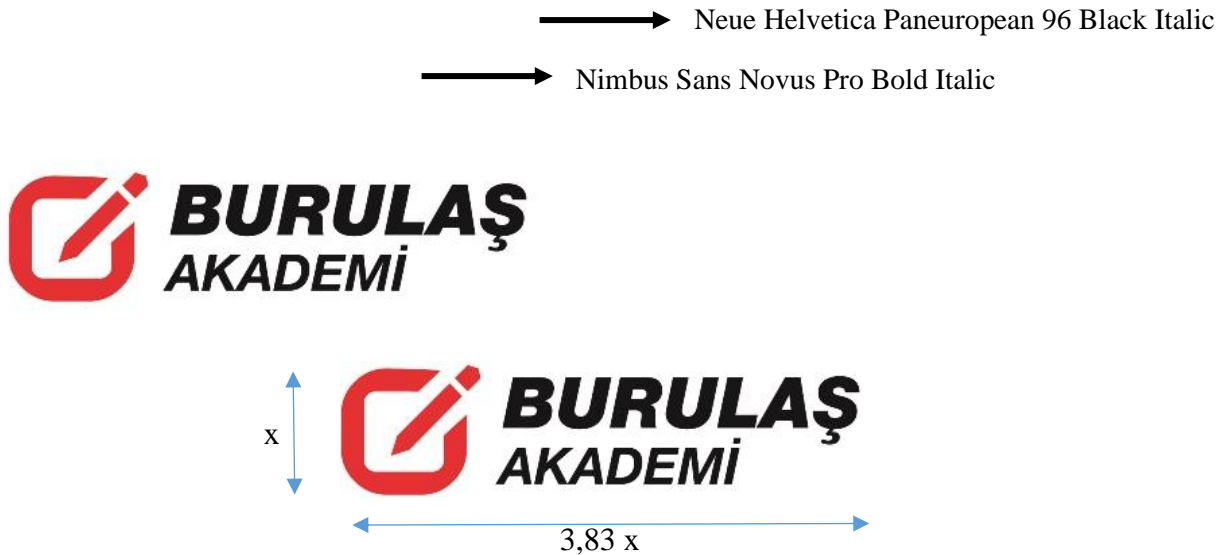 Neue Helvetica Paneuropean 96 Black Italic
Nimbus Sans Novus Pro Bold Italic
BURULAŞ
AKADEMİ
BURULAŞ
x
AKADEMİ
3,83 x